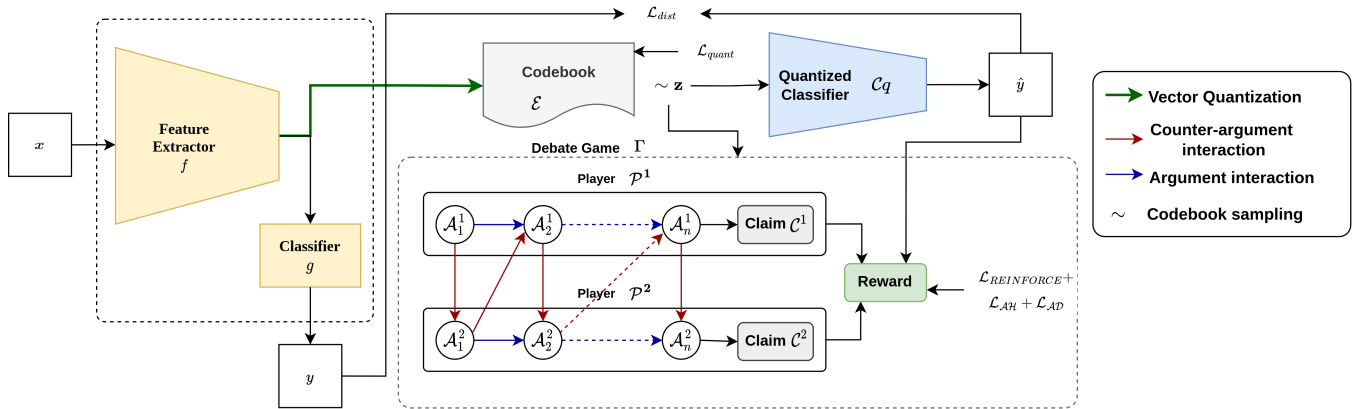 x
Feature
Extractor
f
Classifier
g
y
ℒ_dist
Codebook
ℰ
ℒ_quant
∼ z
Quantized
Classifier 𝒞q
ŷ
Debate Game Γ
Player 𝒫¹
𝒜₁¹ 𝒜₂¹ 𝒜ₙ¹ Claim 𝒞¹
Player 𝒫²
𝒜₁² 𝒜₂² 𝒜ₙ² Claim 𝒞²
Reward
ℒ_REINFORCE+
ℒ_𝒜ℋ + ℒ_𝒜𝒟
Vector Quantization
Counter-argument
interaction
Argument interaction
∼ Codebook sampling